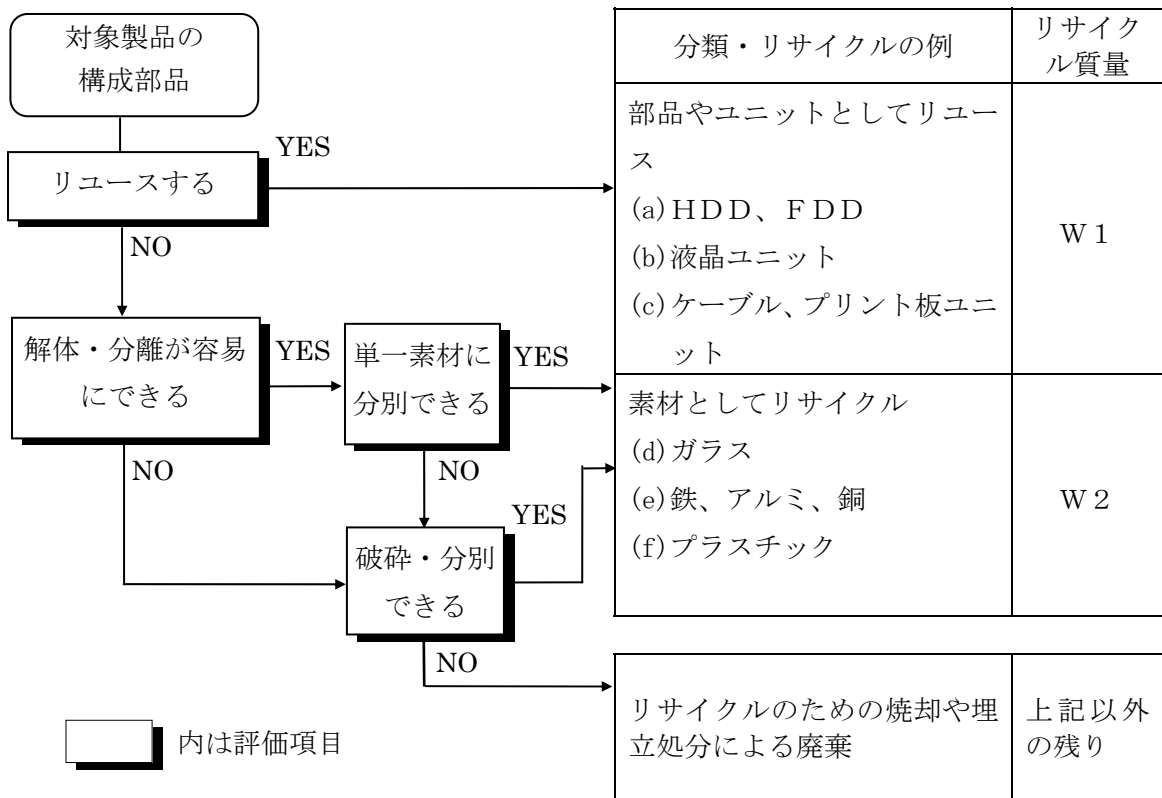 対象製品の
構成部品
リユースする
YES
NO
解体・分離が容易
にできる
YES
NO
単一素材に
分別できる
YES
NO
破砕・分別
できる
YES
NO
内は評価項目
分類・リサイクルの例
リサイク
ル質量
部品やユニットとしてリユー
ス
(a)ＨＤＤ、ＦＤＤ
(b)液晶ユニット
(c)ケーブル、プリント板ユニ
ット
Ｗ１
素材としてリサイクル
(d)ガラス
(e)鉄、アルミ、銅
(f)プラスチック
Ｗ２
リサイクルのための焼却や埋
立処分による廃棄
上記以外
の残り